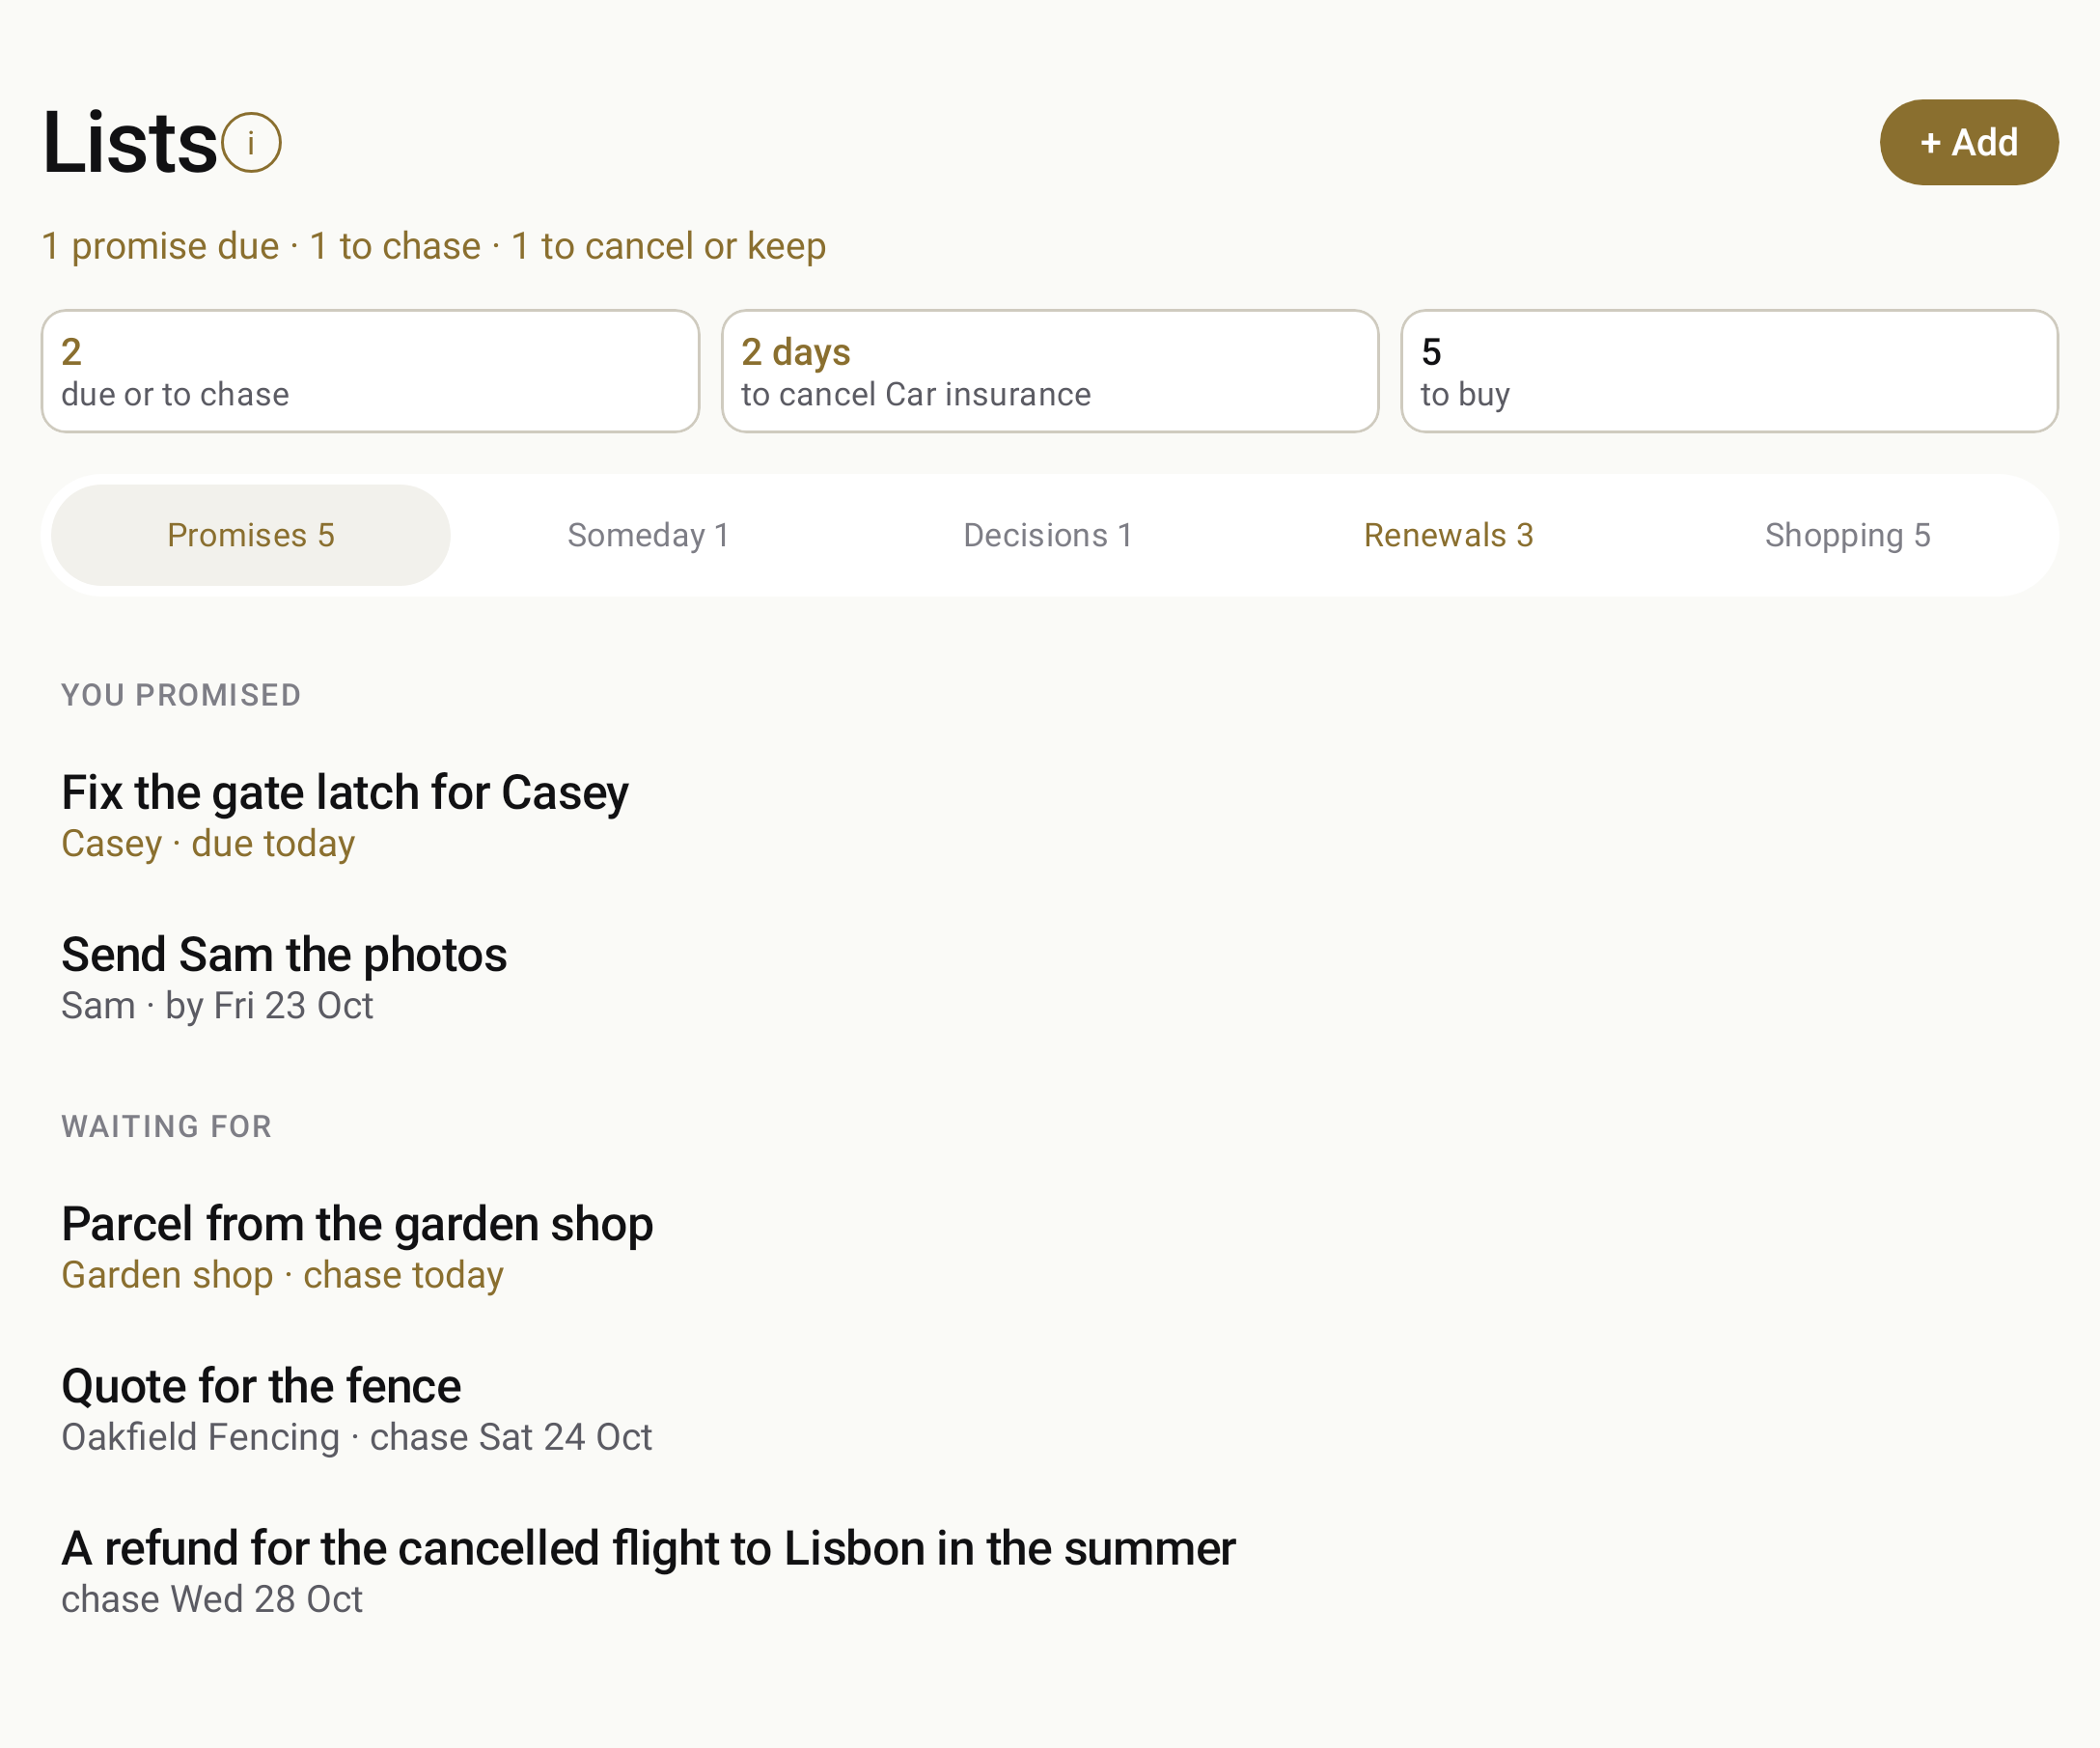 Lists i
+ Add
1 promise due · 1 to chase · 1 to cancel or keep
2
due or to chase
2 days
to cancel Car insurance
5
to buy
Promises 5
Someday 1
Decisions 1
Renewals 3
Shopping 5
YOU PROMISED
Fix the gate latch for Casey
Casey · due today
Send Sam the photos
Sam · by Fri 23 Oct
WAITING FOR
Parcel from the garden shop
Garden shop · chase today
Quote for the fence
Oakfield Fencing · chase Sat 24 Oct
A refund for the cancelled flight to Lisbon in the summer
chase Wed 28 Oct